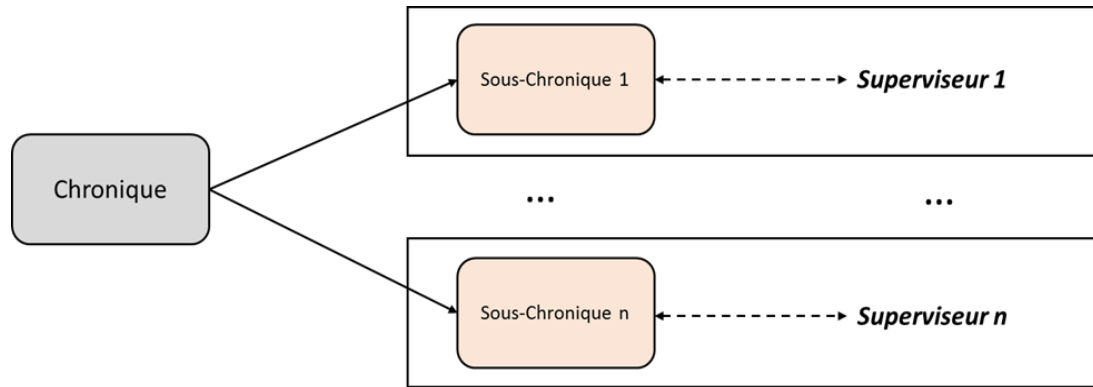 Sous-Chronique 1
Superviseur 1
Chronique
... ...
Sous-Chronique n
Superviseur n